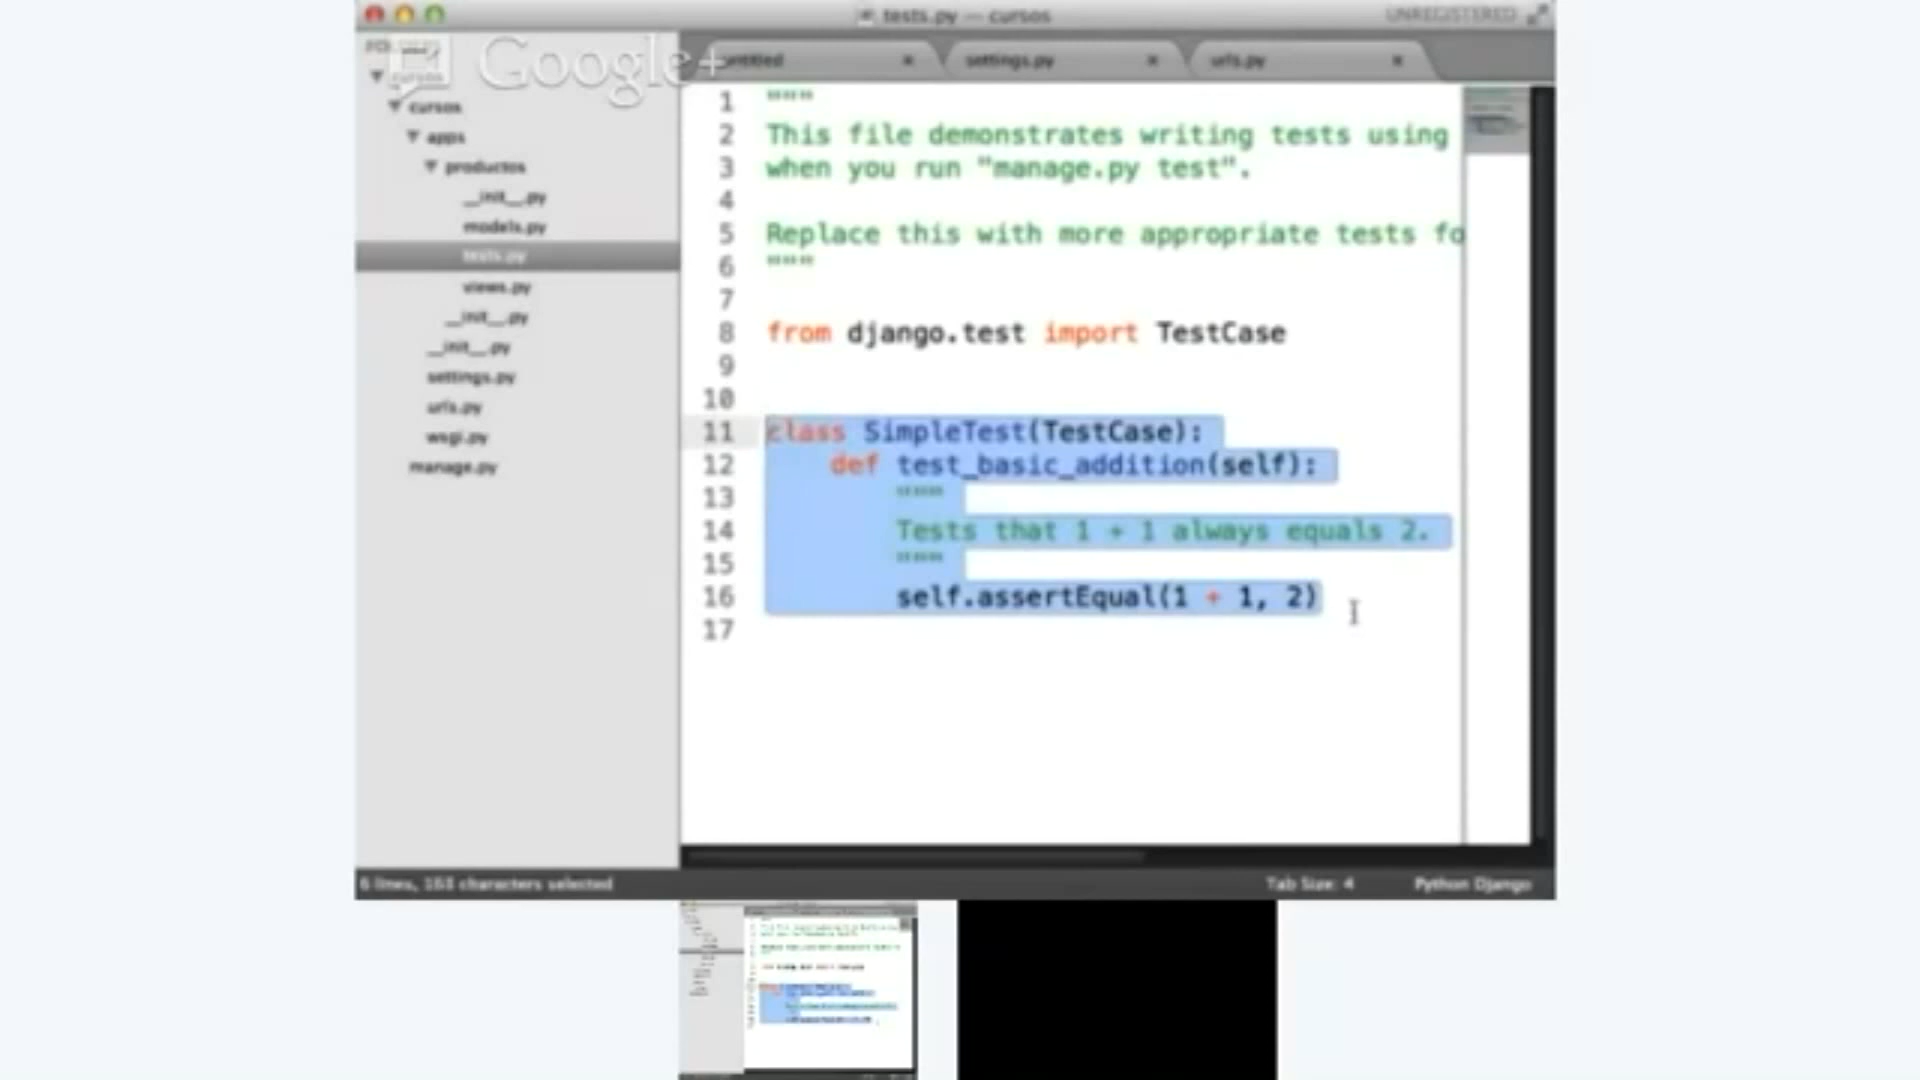 tests.py — cursos
UNREGISTERED
Google+
untitled
settings.py
urls.py
cursos
cursos
apps
productos
__init__.py
models.py
tests.py
views.py
__init__.py
__init__.py
settings.py
urls.py
wsgi.py
manage.py
1 """
2 This file demonstrates writing tests using
3 when you run "manage.py test".
4
5 Replace this with more appropriate tests fo
6 """
7
8 from django.test import TestCase
9
10
11 class SimpleTest(TestCase):
12 def test_basic_addition(self):
13 """
14 Tests that 1 + 1 always equals 2.
15 """
16 self.assertEqual(1 + 1, 2)
17
6 lines, characters selected
Tab Size: 4
Python Django